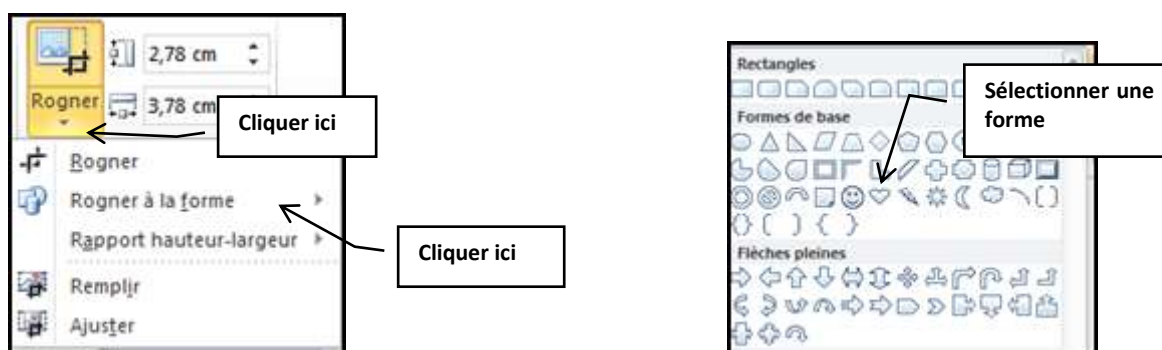 2,78 cm
Rogner
3,78 cm
Cliquer ici
Rogner
Rogner à la forme
Rapport hauteur-largeur
Cliquer ici
Remplir
Ajuster
Rectangles
Sélectionner une
forme
Formes de base
Flèches pleines